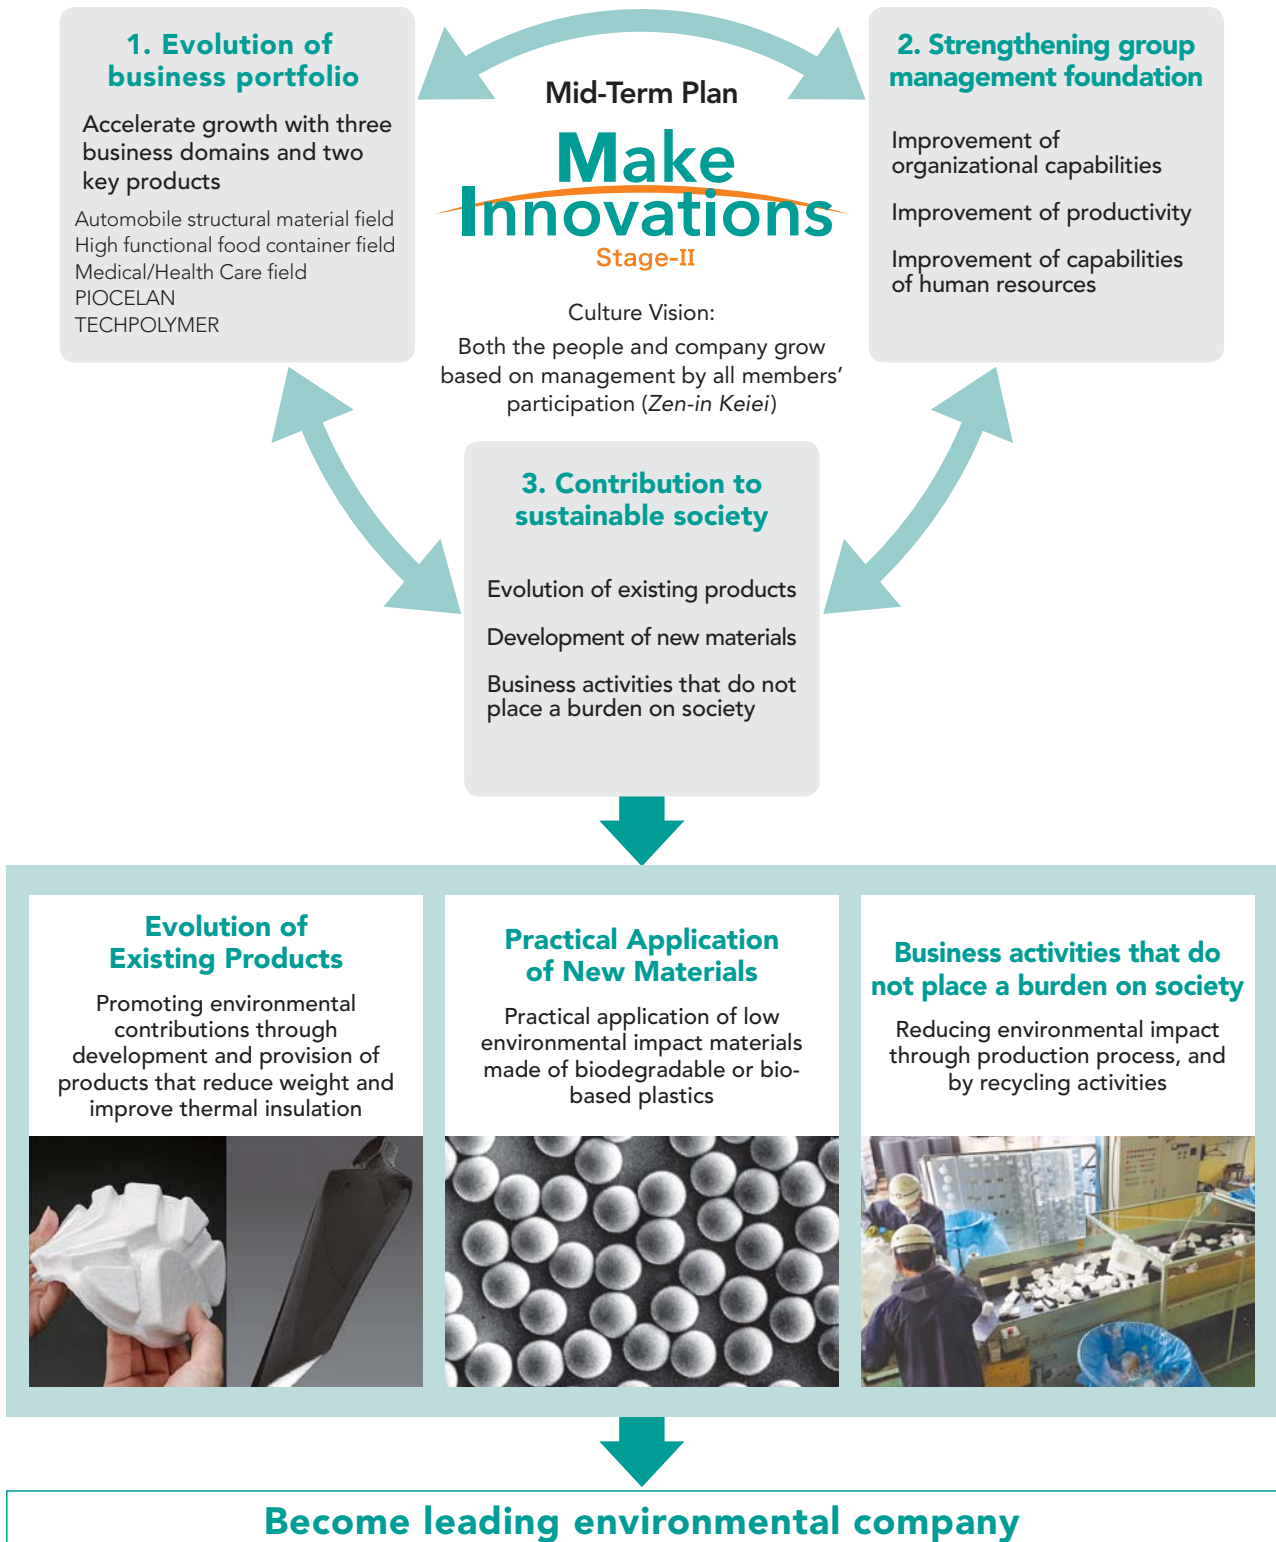 1. Evolution of
business portfolio
Accelerate growth with three
business domains and two
key products
Automobile structural material field
High functional food container field
Medical/Health Care field
PIOCELAN
TECHPOLYMER
Mid-Term Plan
Make
Innovations
Stage-II
Culture Vision:
Both the people and company grow
based on management by all members’
participation (Zen-in Keiei)
2. Strengthening group
management foundation
Improvement of
organizational capabilities
Improvement of productivity
Improvement of capabilities
of human resources
3. Contribution to
sustainable society
Evolution of existing products
Development of new materials
Business activities that do not
place a burden on society
Evolution of
Existing Products
Promoting environmental
contributions through
development and provision of
products that reduce weight and
improve thermal insulation
Practical Application
of New Materials
Practical application of low
environmental impact materials
made of biodegradable or bio-
based plastics
Business activities that do
not place a burden on society
Reducing environmental impact
through production process, and
by recycling activities
Become leading environmental company